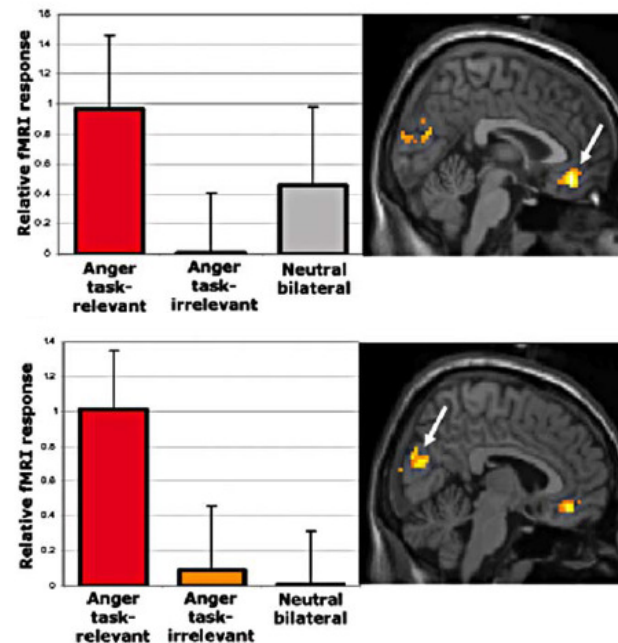 Relative fMRI response
1.6
1.4
1.2
1
0.8
0.6
0.4
0.2
0
Anger
task-
relevant
Anger
task-
irrelevant
Neutral
bilateral
Relative fMRI response
1.4
1.2
1
0.8
0.6
0.4
0.2
0
Anger
task-
relevant
Anger
task-irrelevant
Neutral
bilateral